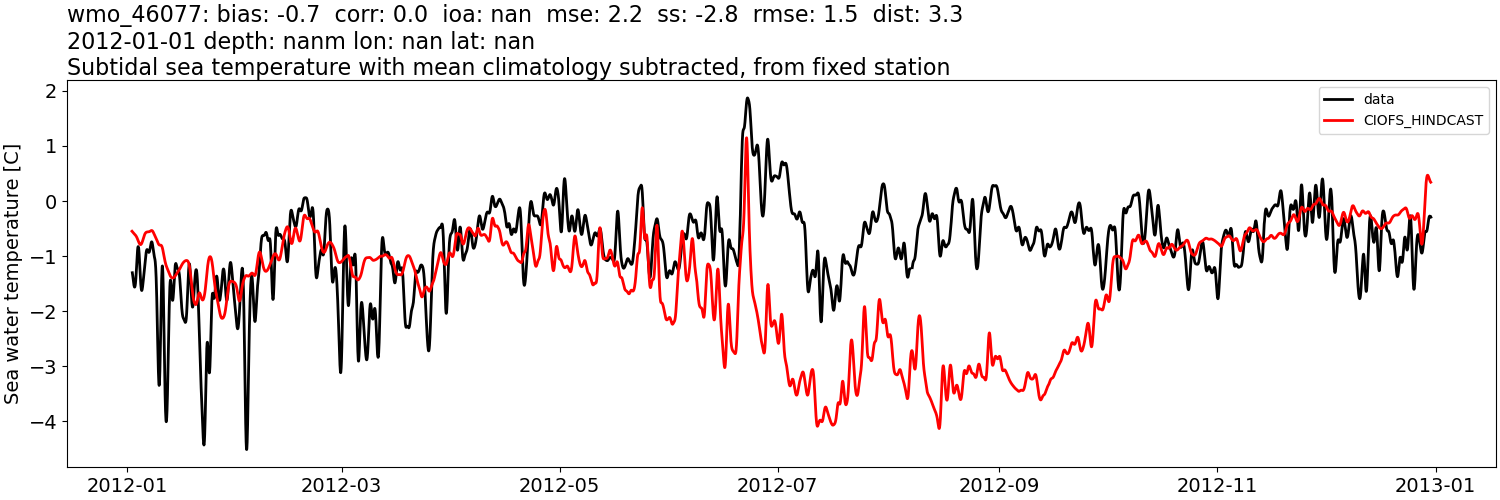 wmo_46077: bias: -0.7  corr: 0.0  ioa: nan  mse: 2.2  ss: -2.8  rmse: 1.5  dist: 3.3
2012-01-01 depth: nanm lon: nan lat: nan
Subtidal sea temperature with mean climatology subtracted, from fixed station
data
CIOFS_HINDCAST
Sea water temperature [C]
2
1
0
−1
−2
−3
−4
2012-01
2012-03
2012-05
2012-07
2012-09
2012-11
2013-01